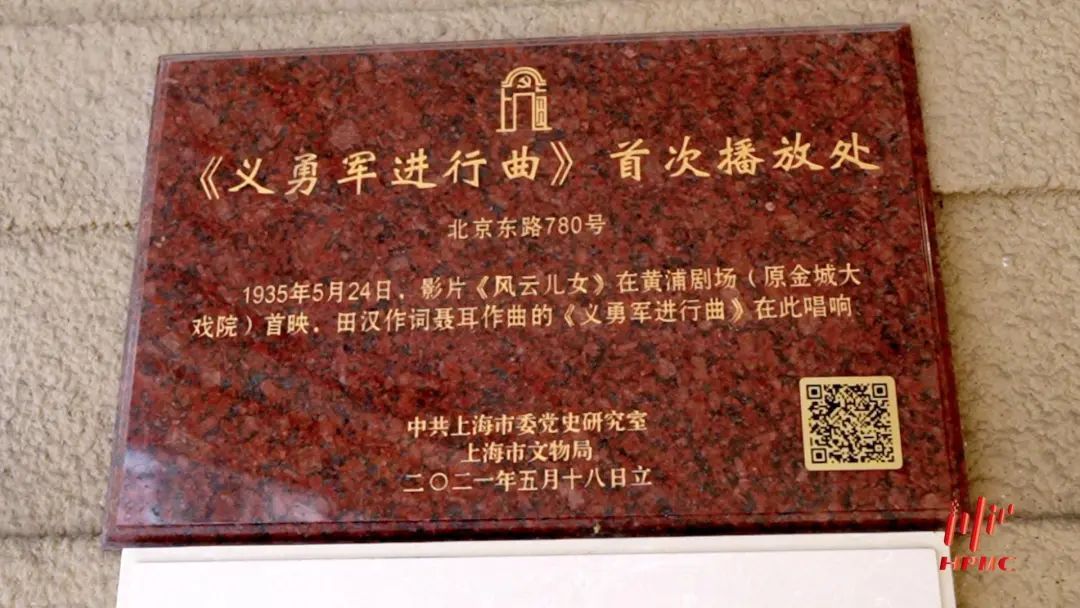 《义勇军进行曲》首次播放处
北京东路780号
1935年5月24日，影片《风云儿女》在黄浦剧场（原金城大
戏院）首映．田汉作词聂耳作曲的《义勇军进行曲》在此唱响
中共上海市委党史研究室
上海市文物局
二〇二一年五月十八日立
HPMC